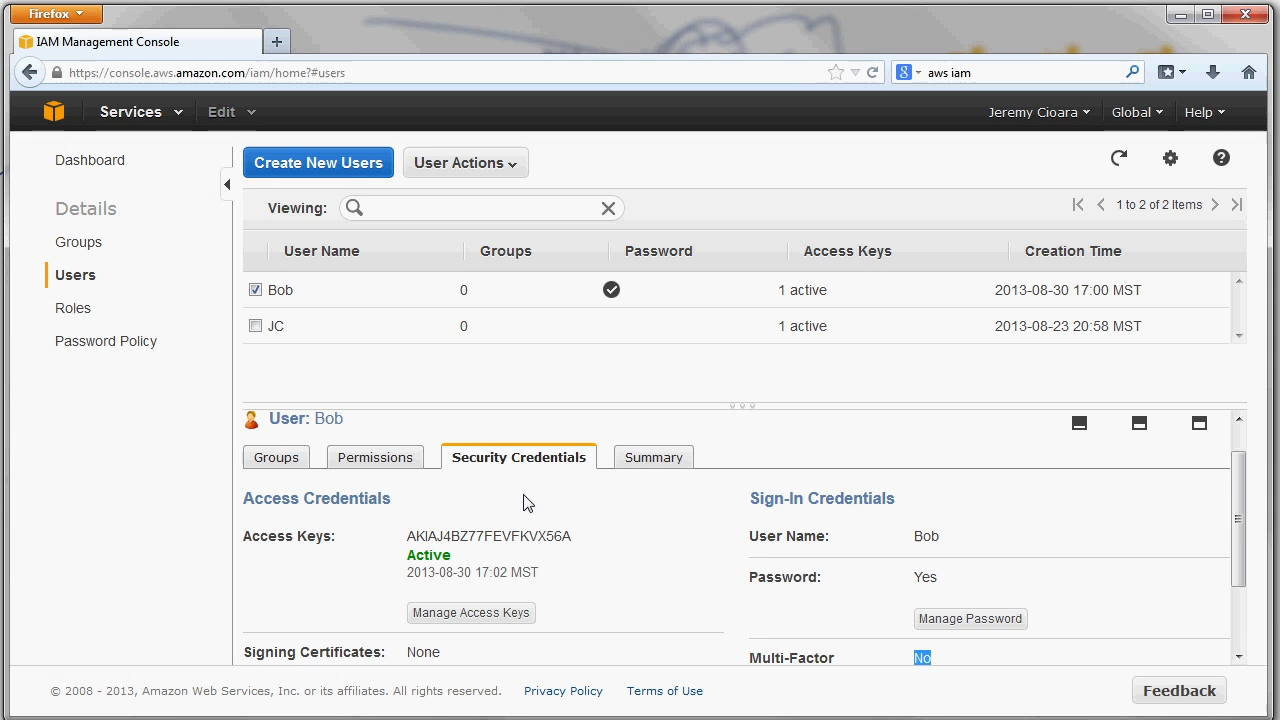 Firefox
IAM Management Console
https://console.aws.amazon.com/iam/home?#users
aws iam
Services Edit Jeremy Cioara Global Help
Dashboard
Details
Groups
Users
Roles
Password Policy
Create New Users User Actions
Viewing: 1 to 2 of 2 Items
User Name Groups Password Access Keys Creation Time
Bob 0 1 active 2013-08-30 17:00 MST
JC 0 1 active 2013-08-23 20:58 MST
User: Bob
Groups Permissions Security Credentials Summary
Access Credentials
Access Keys: AKIAJ4BZ77FEVFKVX56A
Active
2013-08-30 17:02 MST
Manage Access Keys
Signing Certificates: None
Sign-In Credentials
User Name: Bob
Password: Yes
Manage Password
Multi-Factor No
© 2008 - 2013, Amazon Web Services, Inc. or its affiliates. All rights reserved. Privacy Policy Terms of Use
Feedback